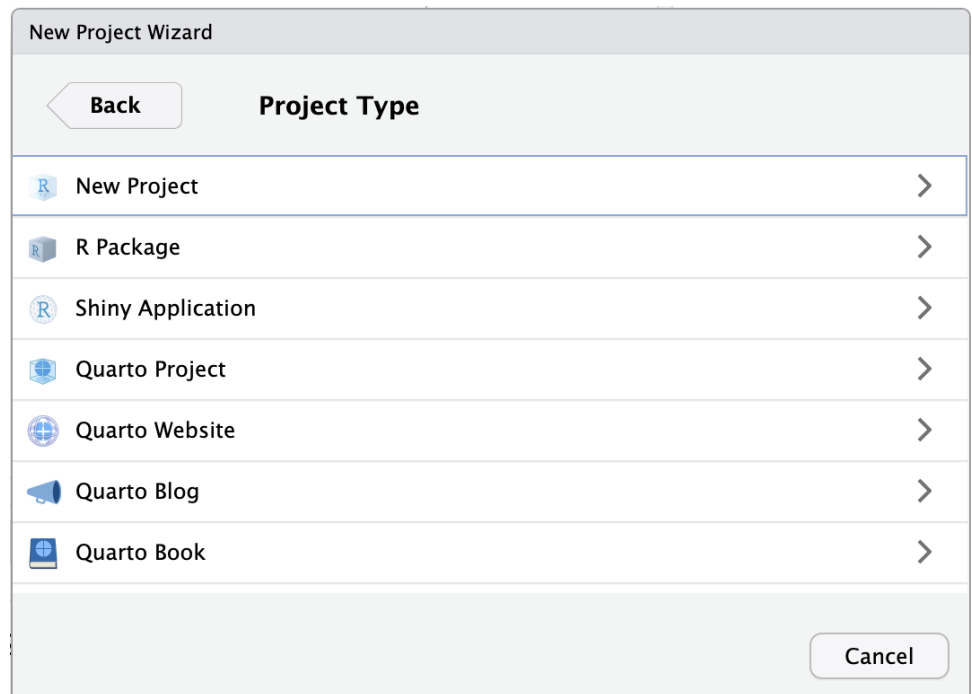 New Project Wizard
Back
Project Type
R New Project
R R Package
R Shiny Application
Quarto Project
Quarto Website
Quarto Blog
Quarto Book
Cancel